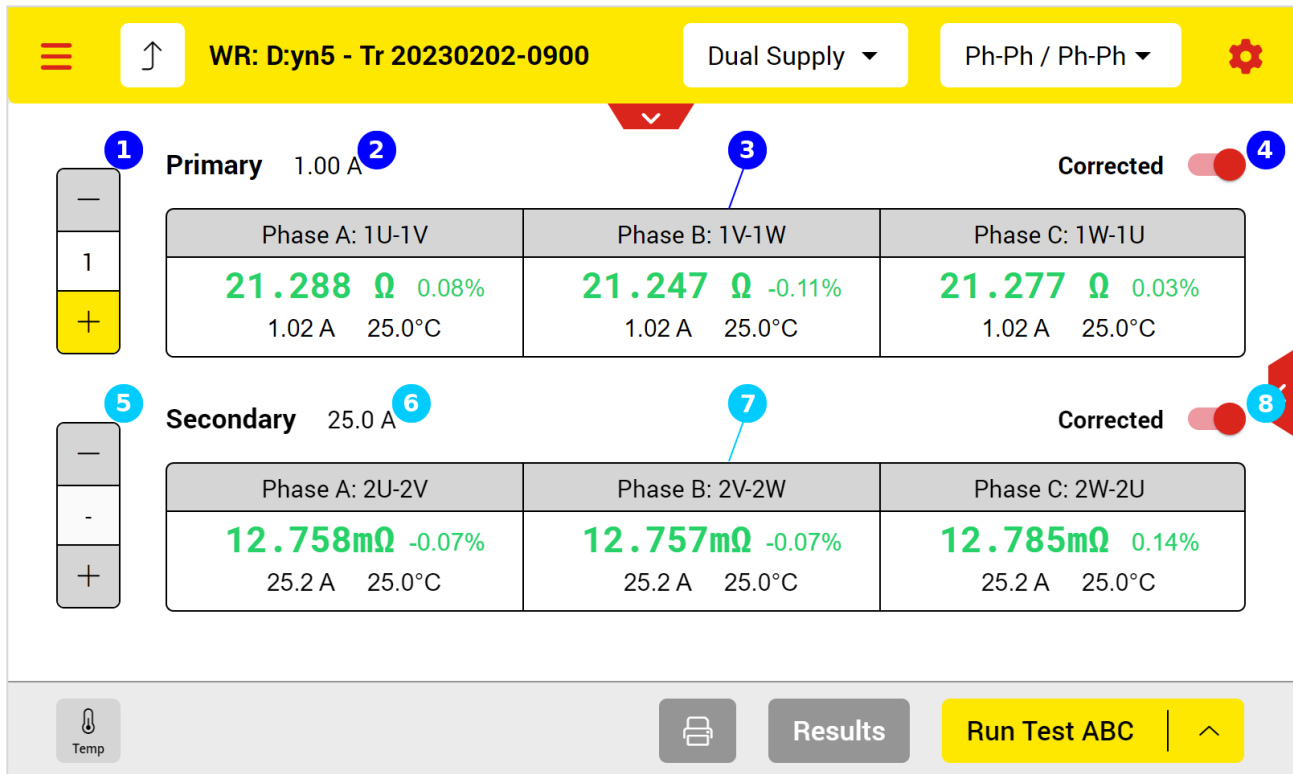 WR: D:yn5 - Tr 20230202-0900 Dual Supply Ph-Ph / Ph-Ph
1 2 3 4
Primary 1.00 A Corrected
—
Phase A: 1U-1V Phase B: 1V-1W Phase C: 1W-1U
1
21.288 Ω 0.08% 21.247 Ω -0.11% 21.277 Ω 0.03%
+
1.02 A 25.0°C 1.02 A 25.0°C 1.02 A 25.0°C
5 6 7 8
Secondary 25.0 A Corrected
—
Phase A: 2U-2V Phase B: 2V-2W Phase C: 2W-2U
-
12.758mΩ -0.07% 12.757mΩ -0.07% 12.785mΩ 0.14%
+
25.2 A 25.0°C 25.2 A 25.0°C 25.2 A 25.0°C
Temp Results Run Test ABC